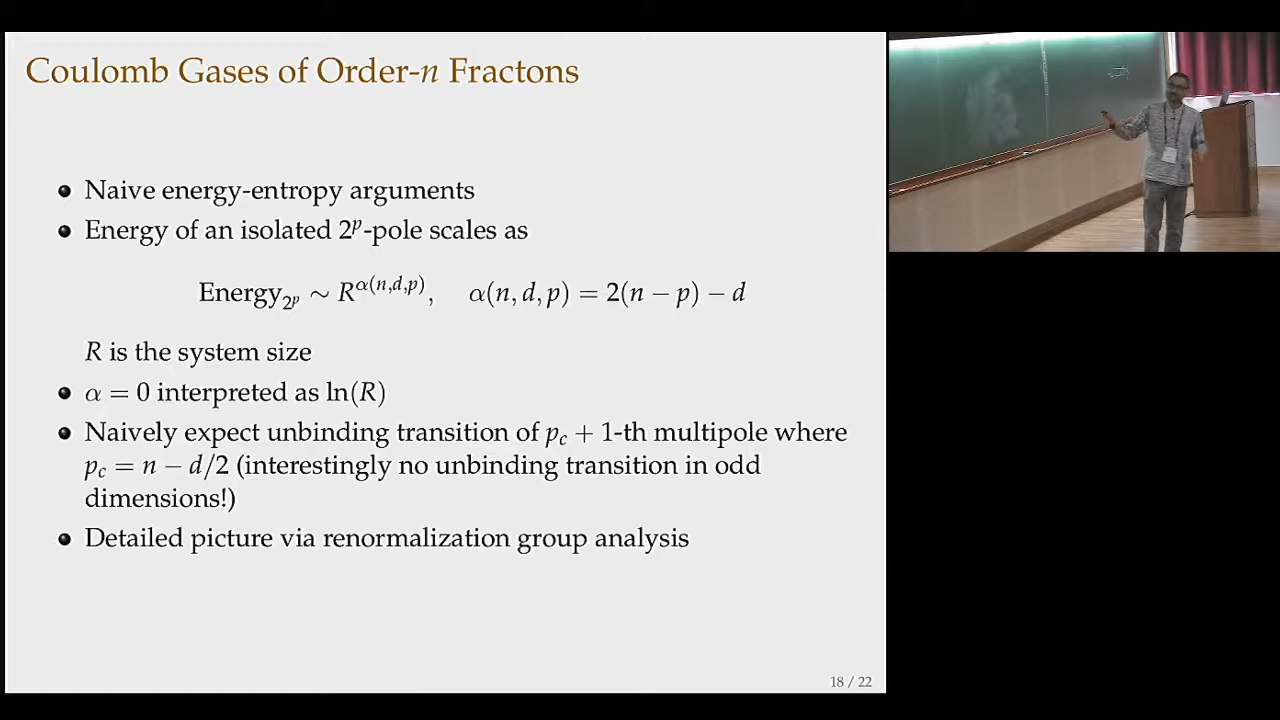 Coulomb Gases of Order-n Fractons
• Naive energy-entropy arguments
• Energy of an isolated 2^p-pole scales as
Energy_{2^p} ∼ R^{α(n,d,p)}, α(n, d, p) = 2(n − p) − d
R is the system size
• α = 0 interpreted as ln(R)
• Naively expect unbinding transition of p_c + 1-th multipole where
p_c = n − d/2 (interestingly no unbinding transition in odd
dimensions!)
• Detailed picture via renormalization group analysis
18 / 22